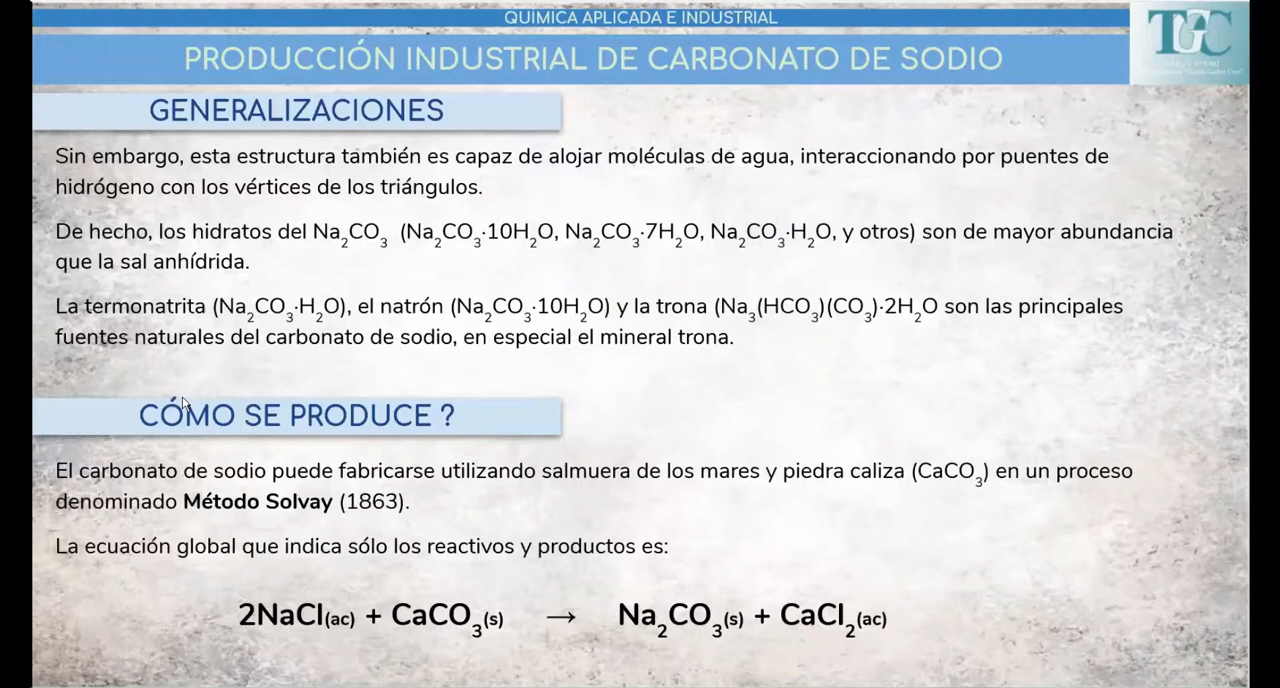 QUIMICA APLICADA E INDUSTRIAL
PRODUCCIÓN INDUSTRIAL DE CARBONATO DE SODIO
TGC
GENERALIZACIONES
Sin embargo, esta estructura también es capaz de alojar moléculas de agua, interaccionando por puentes de
hidrógeno con los vértices de los triángulos.
De hecho, los hidratos del Na₂CO₃ (Na₂CO₃·10H₂O, Na₂CO₃·7H₂O, Na₂CO₃·H₂O, y otros) son de mayor abundancia
que la sal anhídrida.
La termonatrita (Na₂CO₃·H₂O), el natrón (Na₂CO₃·10H₂O) y la trona (Na₃(HCO₃)(CO₃)·2H₂O son las principales
fuentes naturales del carbonato de sodio, en especial el mineral trona.
CÓMO SE PRODUCE ?
El carbonato de sodio puede fabricarse utilizando salmuera de los mares y piedra caliza (CaCO₃) en un proceso
denominado Método Solvay (1863).
La ecuación global que indica sólo los reactivos y productos es:
2NaCl(ac) + CaCO₃(s) → Na₂CO₃(s) + CaCl₂(ac)